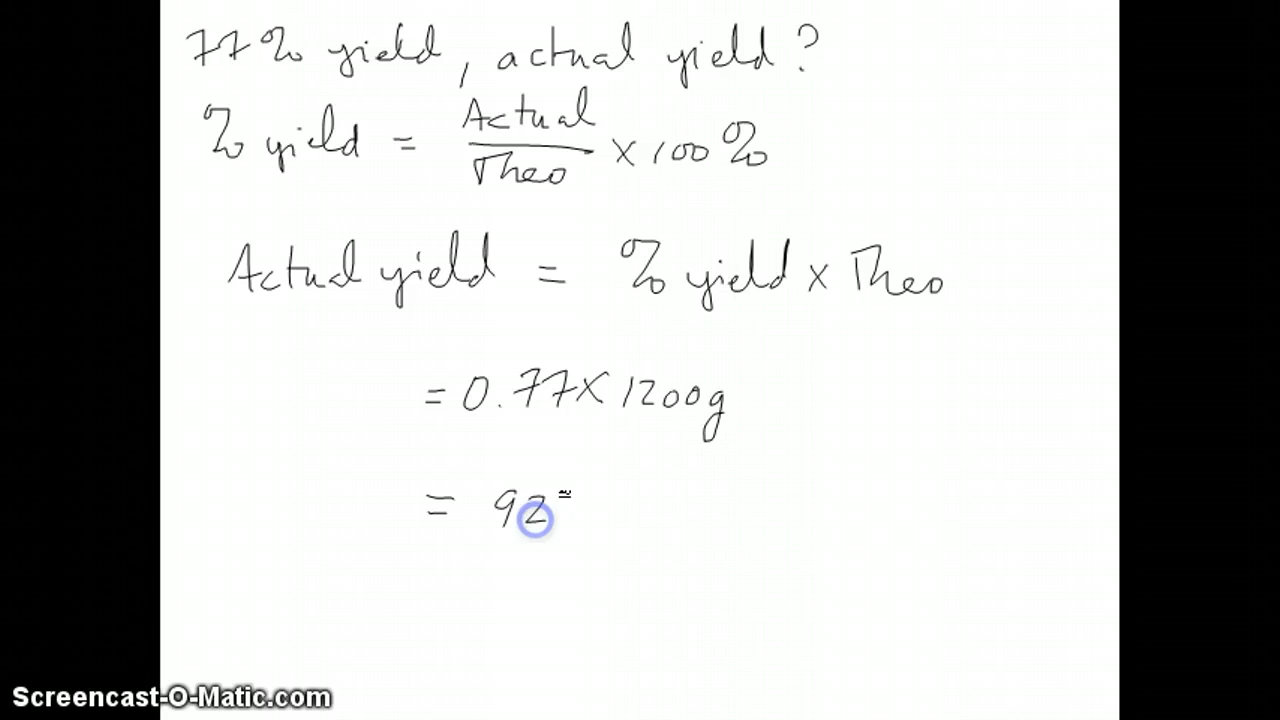 77% yield, actual yield?
% yield = Actual / Theo × 100%
Actual yield = % yield × Theo
= 0.77 × 1200g
= 92
Screencast-O-Matic.com